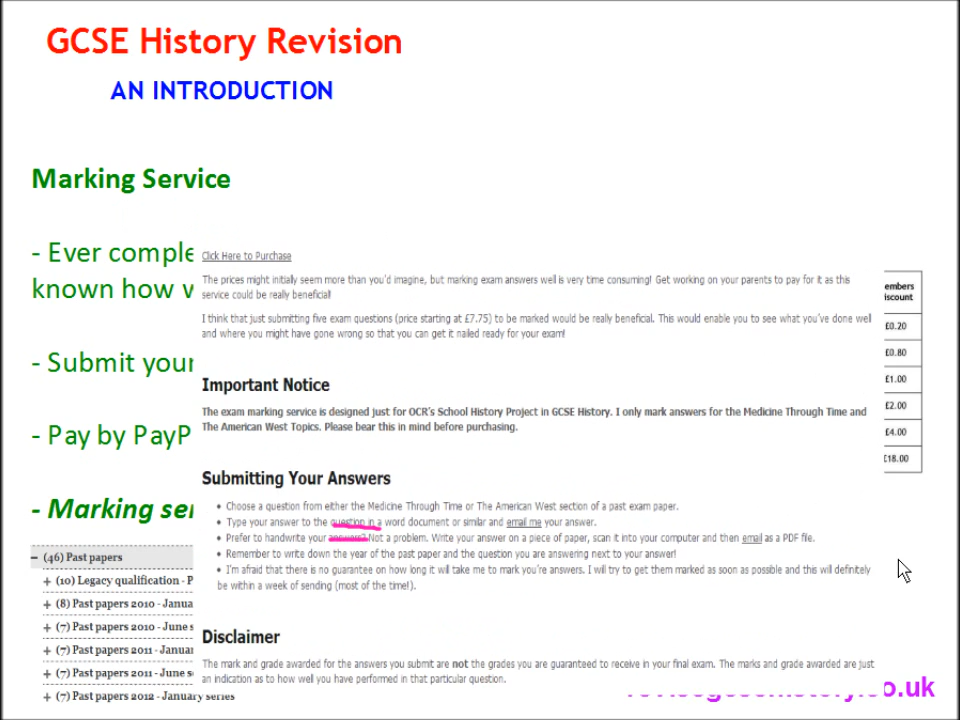 GCSE History Revision
AN INTRODUCTION
Marking Service
- Ever comple
known how w
- Submit your
- Pay by PayP
- Marking ser
Click Here to Purchase
The prices might initially seem more than you'd imagine, but marking exam answers well is very time consuming! Get working on your parents to pay for it as this
service could be really beneficial!
I think that just submitting five exam questions (price starting at £7.75) to be marked would be really beneficial. This would enable you to see what you've done well
and where you might have gone wrong so that you can get it nailed ready for your exam!
Important Notice
The exam marking service is designed just for OCR's School History Project in GCSE History. I only mark answers for the Medicine Through Time and
The American West Topics. Please bear this in mind before purchasing.
Submitting Your Answers
• Choose a question from either the Medicine Through Time or The American West section of a past exam paper.
• Type your answer to the question in a word document or similar and email me your answer.
• Prefer to handwrite your answers? Not a problem. Write your answer on a piece of paper, scan it into your computer and then email as a PDF file.
• Remember to write down the year of the past paper and the question you are answering next to your answer!
• I'm afraid that there is no guarantee on how long it will take me to mark you're answers. I will try to get them marked as soon as possible and this will definitely
be within a week of sending (most of the time!).
Disclaimer
The mark and grade awarded for the answers you submit are not the grades you are guaranteed to receive in your final exam. The marks and grade awarded are just
an indication as to how well you have performed in that particular question.
embers
iscount
£0.20
£0.80
£1.00
£2.00
£4.00
£18.00
− (46) Past papers
+ (10) Legacy qualification - P
+ (8) Past papers 2010 - Janua
+ (7) Past papers 2010 - June s
+ (7) Past papers 2011 - Januar
+ (7) Past papers 2011 - June se
+ (7) Past papers 2012 - January series
o.uk